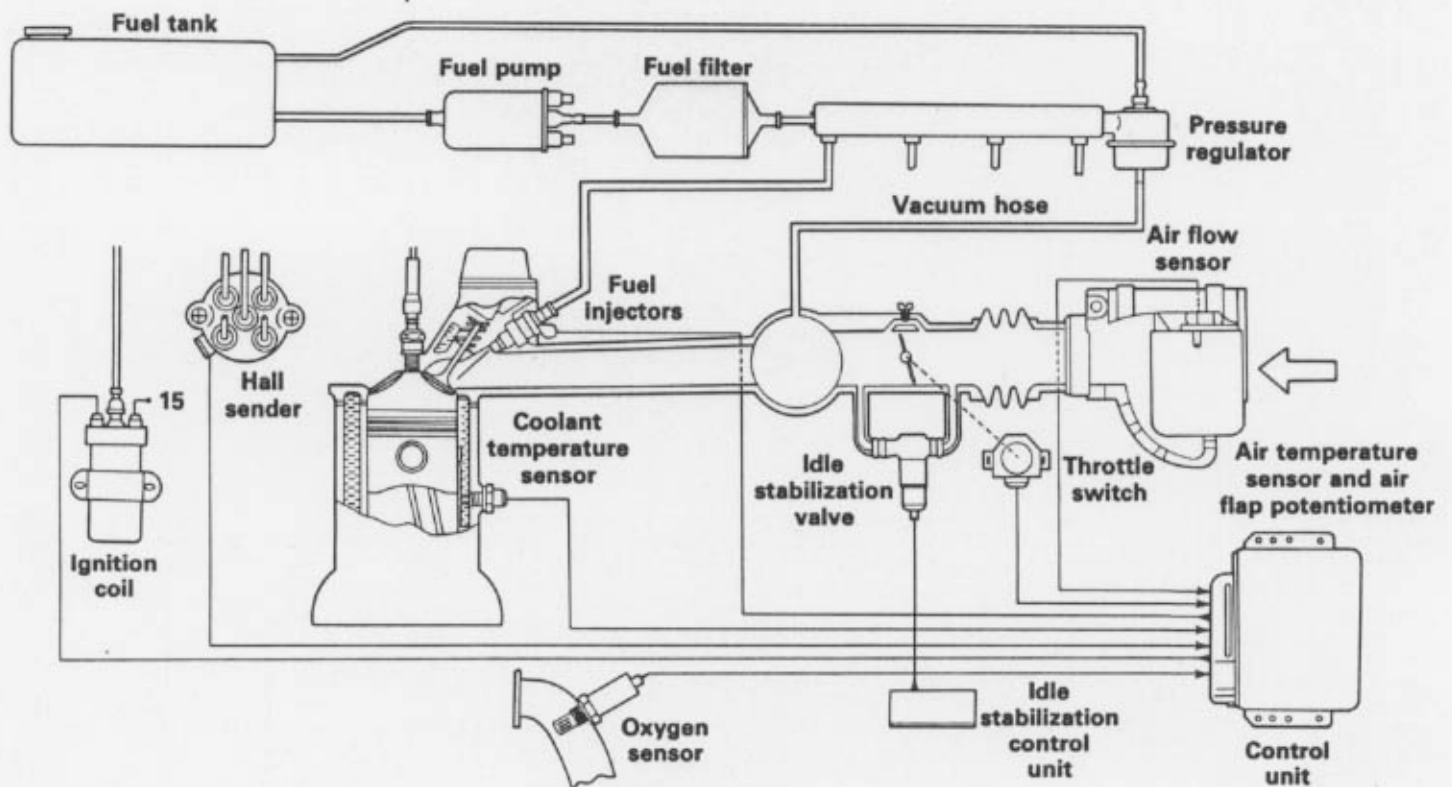 Fuel tank
Fuel pump
Fuel filter
Pressure
regulator
Vacuum hose
Air flow
sensor
Fuel
injectors
Hall
sender
15
Coolant
temperature
sensor
Idle
stabilization
valve
Throttle
switch
Air temperature
sensor and air
flap potentiometer
Ignition
coil
Oxygen
sensor
Idle
stabilization
control
unit
Control
unit